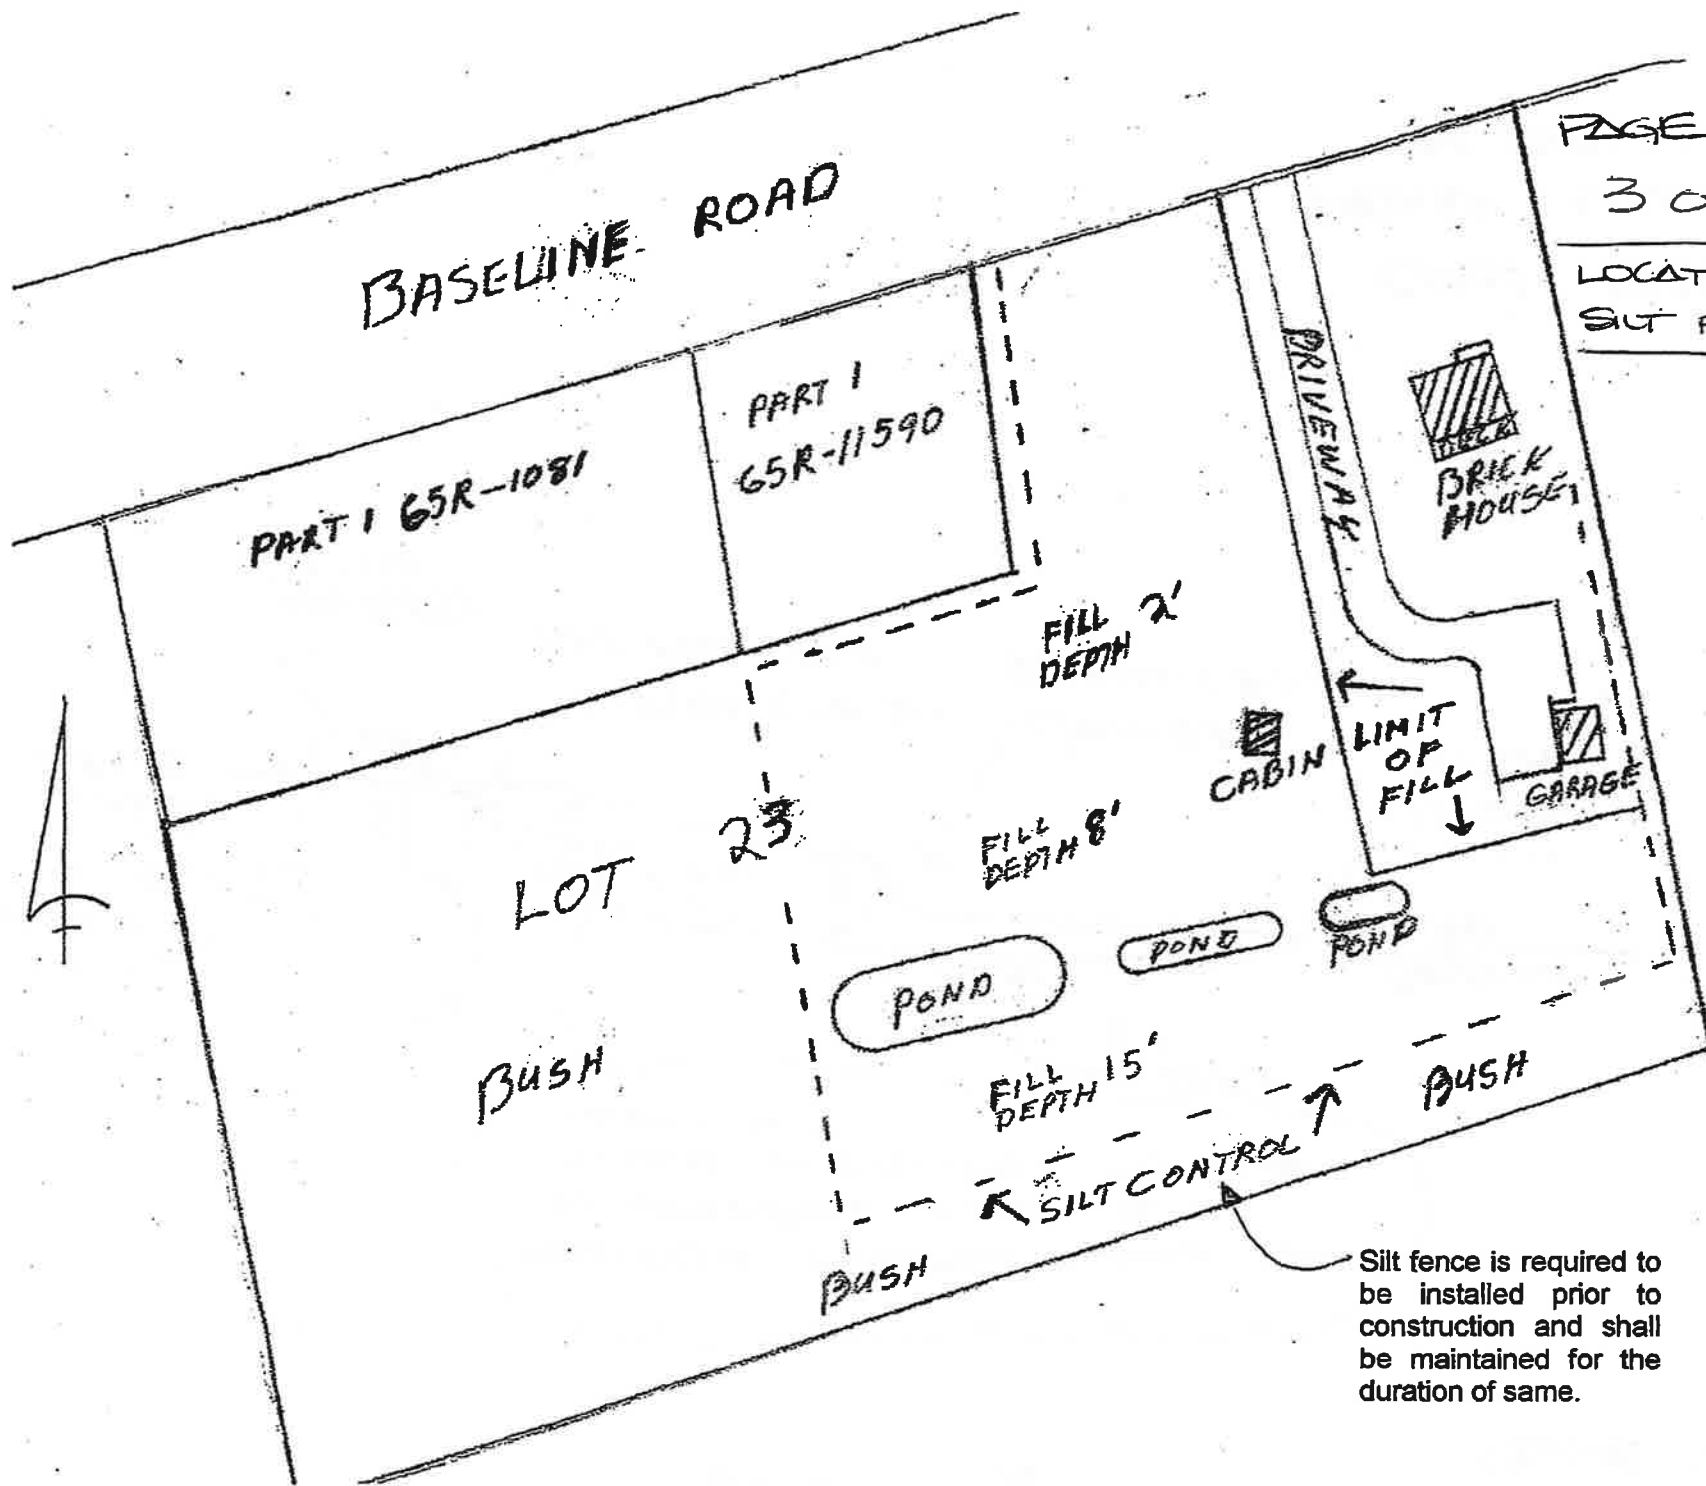 PAGE
3 O
LOCAT
SILT F
BASELINE ROAD
PART 1
65R-11590
PART 1 65R-1081
DRIVEWAY
DECK
BRICK
HOUSE
FILL
DEPTH 2'
LIMIT
OF
FILL
CABIN
GARAGE
LOT 23
FILL
DEPTH 8'
POND
POND
POND
BUSH
FILL
DEPTH 15'
BUSH
SILT CONTROL
BUSH
Silt fence is required to
be installed prior to
construction and shall
be maintained for the
duration of same.